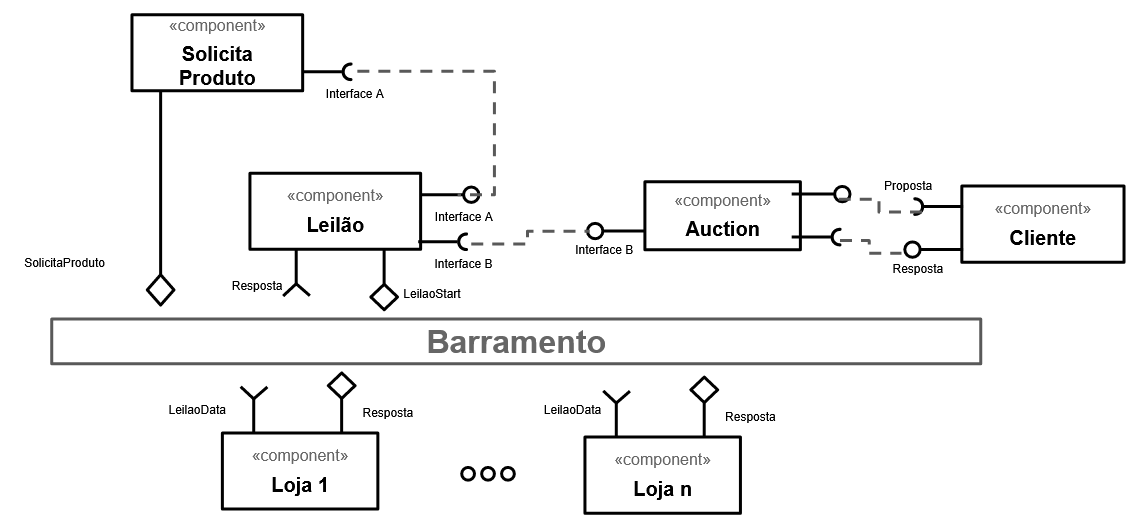 «component»
Solicita
Produto
Interface A
«component»
Leilão
Interface A
Interface B
«component»
Auction
Interface B
Proposta
Resposta
«component»
Cliente
SolicitaProduto
Resposta
LeilaoStart
Barramento
LeilaoData
Resposta
LeilaoData
Resposta
«component»
Loja 1
«component»
Loja n